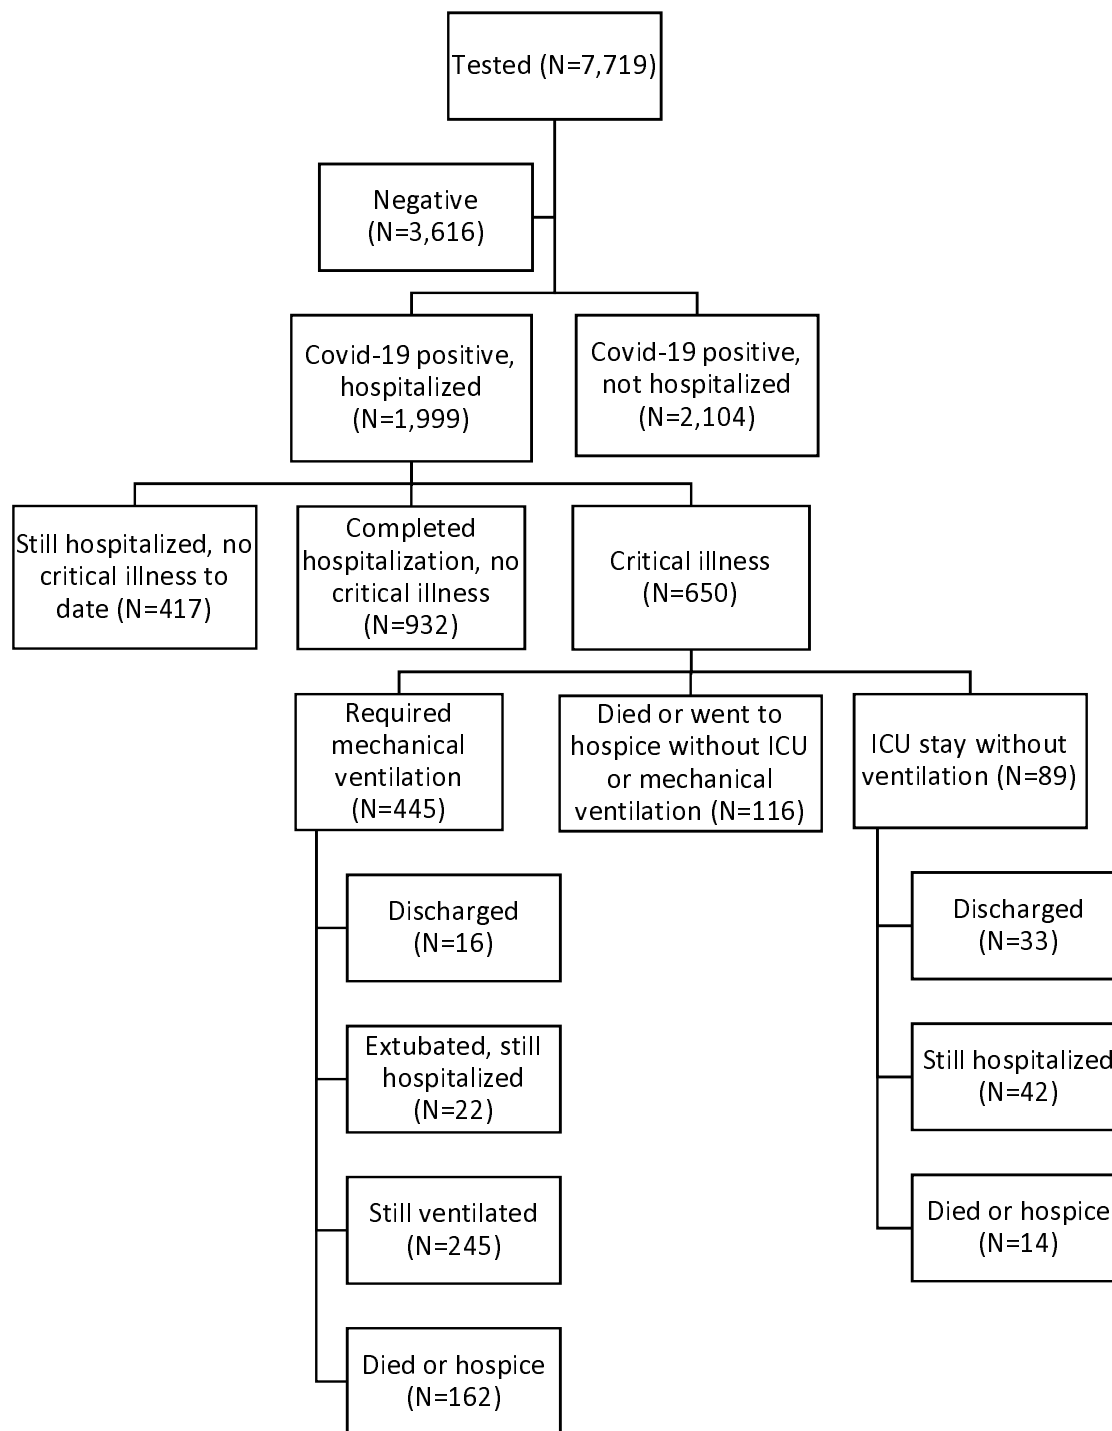 Tested (N=7,719)
Negative
(N=3,616)
Covid-19 positive,
hospitalized
(N=1,999)
Covid-19 positive,
not hospitalized
(N=2,104)
Still hospitalized, no
critical illness to
date (N=417)
Completed
hospitalization, no
critical illness
(N=932)
Critical illness
(N=650)
Required
mechanical
ventilation
(N=445)
Died or went to
hospice without ICU
or mechanical
ventilation (N=116)
ICU stay without
ventilation (N=89)
Discharged
(N=16)
Extubated, still
hospitalized
(N=22)
Still ventilated
(N=245)
Died or hospice
(N=162)
Discharged
(N=33)
Still hospitalized
(N=42)
Died or hospice
(N=14)